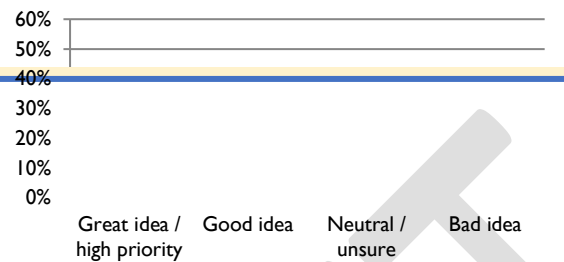 60%
50%
40%
30%
20%
10%
0%
Great idea /
high priority
Good idea
Neutral /
unsure
Bad idea